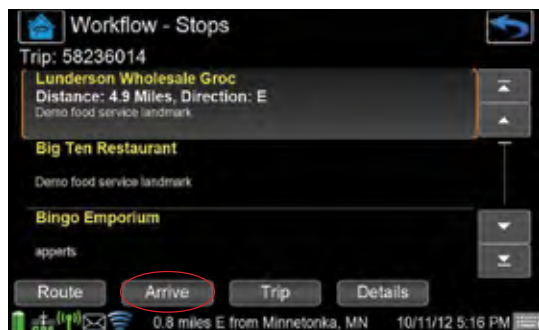 Workflow - Stops
Trip: 58236014
Lunderson Wholesale Groc
Distance: 4.9 Miles, Direction: E
Demo food service landmark
Big Ten Restaurant
Demo food service landmark
Bingo Emporium
apperts
Route Arrive Trip Details
0.8 miles E from Minnetonka, MN 10/11/12 5:16 PM